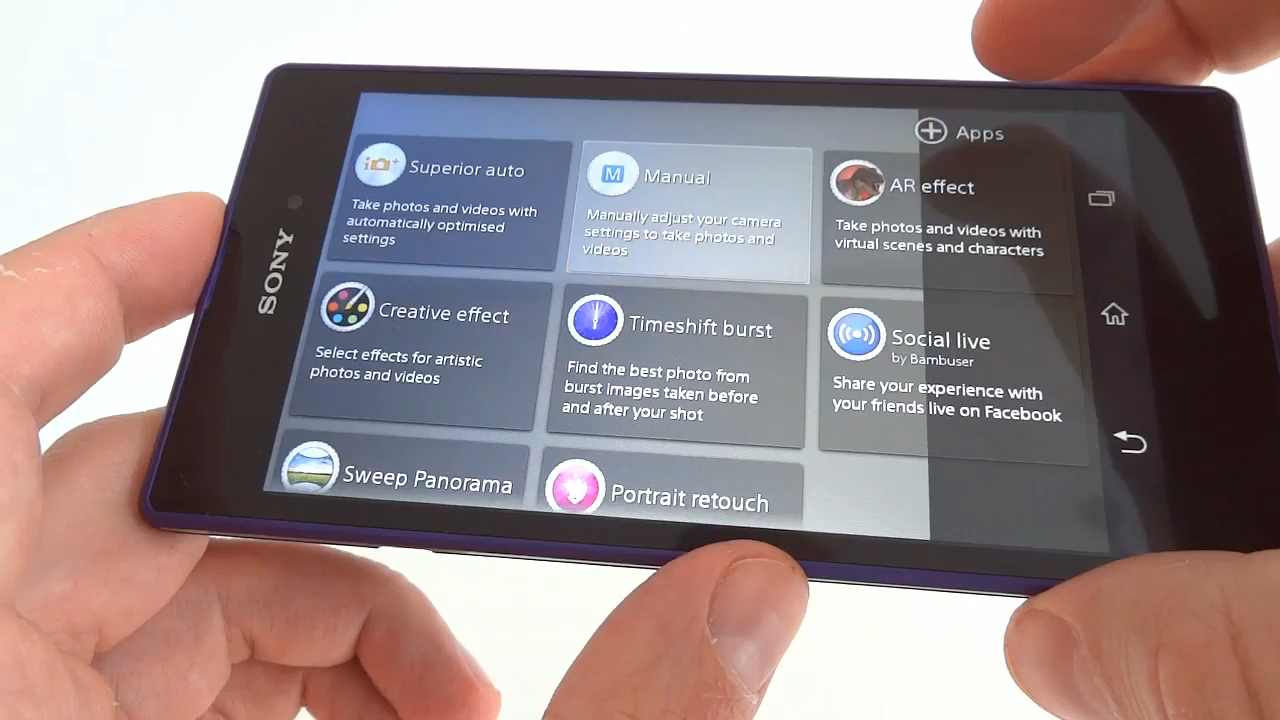 SONY
Apps
Superior auto
Take photos and videos with
automatically optimised
settings
M
Manual
Manually adjust your camera
settings to take photos and
videos
AR effect
Take photos and videos with
virtual scenes and characters
Creative effect
Select effects for artistic
photos and videos
Timeshift burst
Find the best photo from
burst images taken before
and after your shot
Social live
by Bambuser
Share your experience with
your friends live on Facebook
Sweep Panorama
Portrait retouch